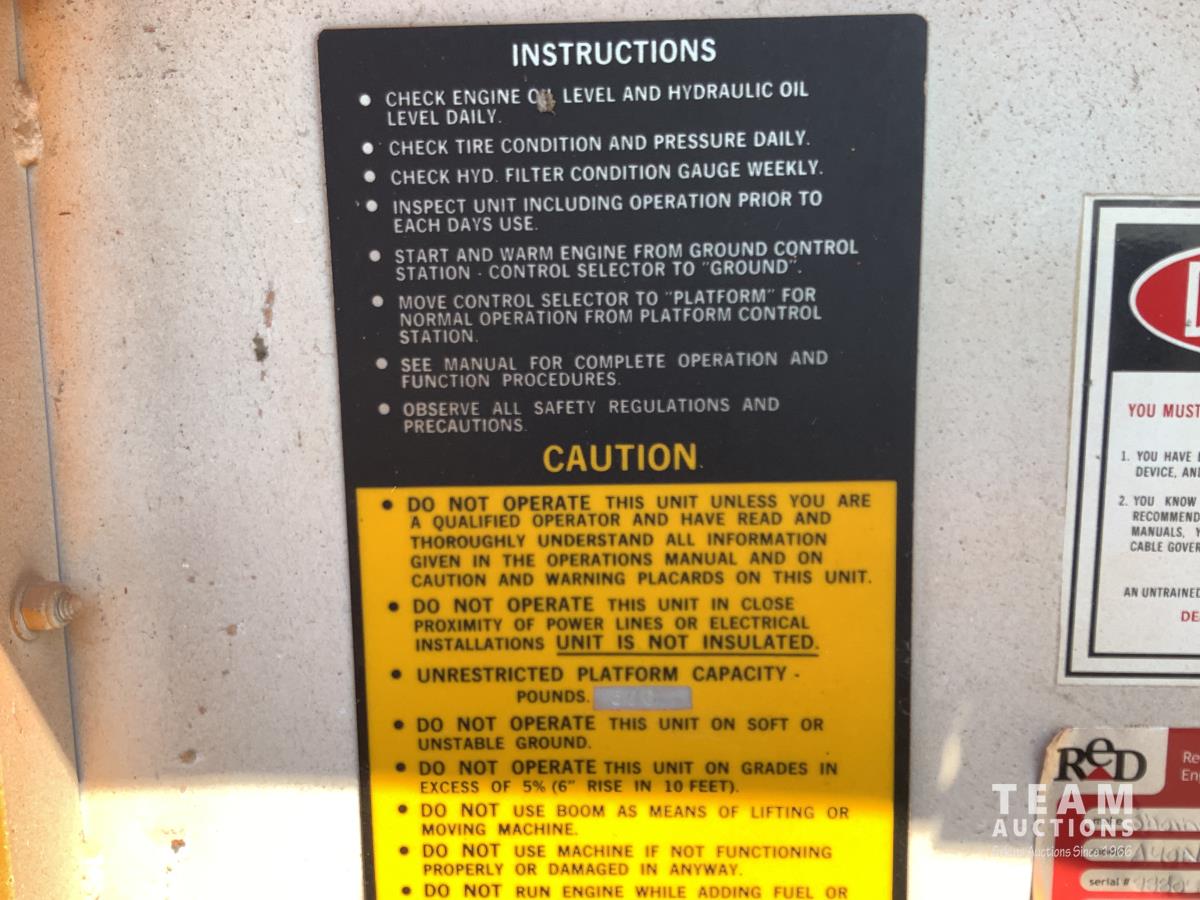 INSTRUCTIONS
● CHECK ENGINE OIL LEVEL AND HYDRAULIC OIL
LEVEL DAILY.
● CHECK TIRE CONDITION AND PRESSURE DAILY.
● CHECK HYD. FILTER CONDITION GAUGE WEEKLY.
● INSPECT UNIT INCLUDING OPERATION PRIOR TO
EACH DAYS USE.
● START AND WARM ENGINE FROM GROUND CONTROL
STATION - CONTROL SELECTOR TO "GROUND".
● MOVE CONTROL SELECTOR TO "PLATFORM" FOR
NORMAL OPERATION FROM PLATFORM CONTROL
STATION.
● SEE MANUAL FOR COMPLETE OPERATION AND
FUNCTION PROCEDURES.
● OBSERVE ALL SAFETY REGULATIONS AND
PRECAUTIONS.
CAUTION
● DO NOT OPERATE THIS UNIT UNLESS YOU ARE
A QUALIFIED OPERATOR AND HAVE READ AND
THOROUGHLY UNDERSTAND ALL INFORMATION
GIVEN IN THE OPERATIONS MANUAL AND ON
CAUTION AND WARNING PLACARDS ON THIS UNIT.
● DO NOT OPERATE THIS UNIT IN CLOSE
PROXIMITY OF POWER LINES OR ELECTRICAL
INSTALLATIONS UNIT IS NOT INSULATED.
● UNRESTRICTED PLATFORM CAPACITY -
POUNDS.
● DO NOT OPERATE THIS UNIT ON SOFT OR
UNSTABLE GROUND.
● DO NOT OPERATE THIS UNIT ON GRADES IN
EXCESS OF 5% (6" RISE IN 10 FEET).
● DO NOT USE BOOM AS MEANS OF LIFTING OR
MOVING MACHINE.
● DO NOT USE MACHINE IF NOT FUNCTIONING
PROPERLY OR DAMAGED IN ANYWAY.
● DO NOT RUN ENGINE WHILE ADDING FUEL OR
YOU MUST
1. YOU HAVE
DEVICE, AN
2. YOU KNOW
RECOMMEND
MANUALS, Y
CABLE GOVER
AN UNTRAINED
DE
ReD
Re
En
TEAM
AUCTIONS
Auctions Since 1966
serial #